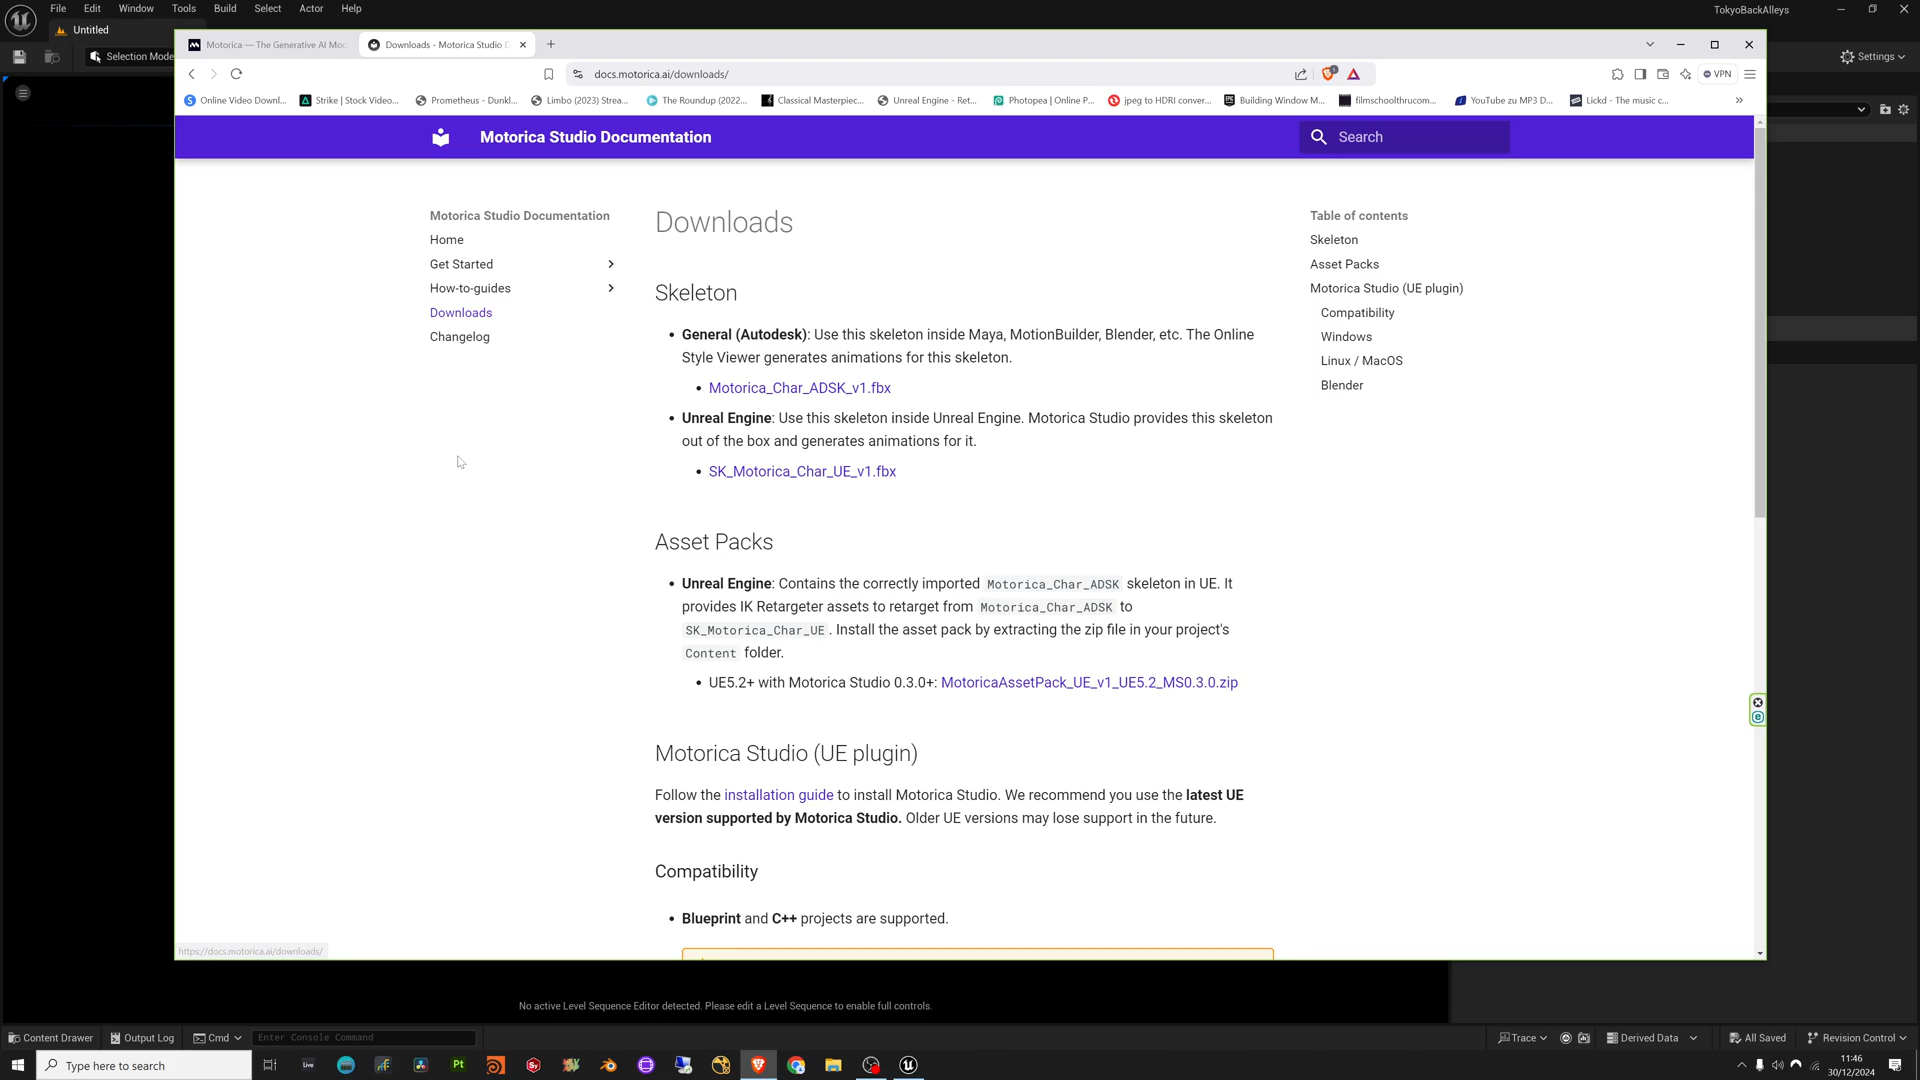 File Edit Window Tools Build Select Actor Help
TokyoBackAlleys
Untitled
Selection Mode
Settings
Motorica — The Generative AI Mo
Downloads - Motorica Studio D
docs.motorica.ai/downloads/
VPN
Online Video Downl...
Strike | Stock Video...
Prometheus - Dunkl...
Limbo (2023) Strea...
The Roundup (2022...
Classical Masterpiec...
Unreal Engine - Ret...
Photopea | Online P...
jpeg to HDRI conver...
Building Window M...
filmschoolthrucom...
YouTube zu MP3 D...
Lickd - The music c...
Motorica Studio Documentation
Search
Motorica Studio Documentation
Home
Get Started
How-to-guides
Downloads
Changelog
Downloads
Skeleton
• General (Autodesk): Use this skeleton inside Maya, MotionBuilder, Blender, etc. The Online
Style Viewer generates animations for this skeleton.
• Motorica_Char_ADSK_v1.fbx
• Unreal Engine: Use this skeleton inside Unreal Engine. Motorica Studio provides this skeleton
out of the box and generates animations for it.
• SK_Motorica_Char_UE_v1.fbx
Asset Packs
• Unreal Engine: Contains the correctly imported Motorica_Char_ADSK skeleton in UE. It
provides IK Retargeter assets to retarget from Motorica_Char_ADSK to
SK_Motorica_Char_UE. Install the asset pack by extracting the zip file in your project's
Content folder.
• UE5.2+ with Motorica Studio 0.3.0+: MotoricaAssetPack_UE_v1_UE5.2_MS0.3.0.zip
Motorica Studio (UE plugin)
Follow the installation guide to install Motorica Studio. We recommend you use the latest UE
version supported by Motorica Studio. Older UE versions may lose support in the future.
Compatibility
• Blueprint and C++ projects are supported.
Table of contents
Skeleton
Asset Packs
Motorica Studio (UE plugin)
Compatibility
Windows
Linux / MacOS
Blender
https://docs.motorica.ai/downloads/
No active Level Sequence Editor detected. Please edit a Level Sequence to enable full controls.
Content Drawer
Output Log
Cmd
Enter Console Command
Trace
Derived Data
All Saved
Revision Control
Type here to search
Live
Pt
11:46
30/12/2024